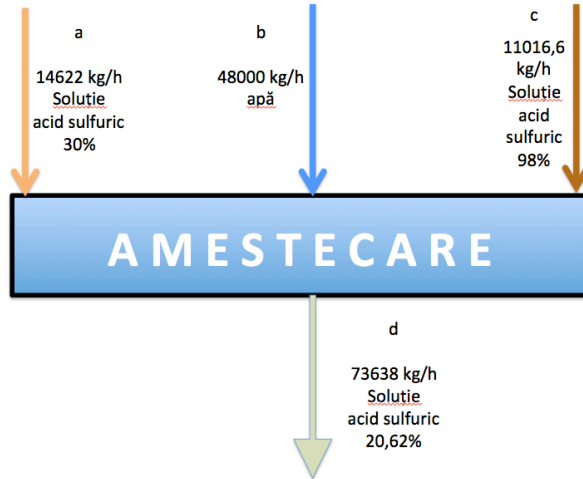 a
14622 kg/h
Soluție
acid sulfuric
30%
b
48000 kg/h
apă
c
11016,6
kg/h
Soluție
acid
sulfuric
98%
AMESTECARE
d
73638 kg/h
Soluție
acid sulfuric
20,62%